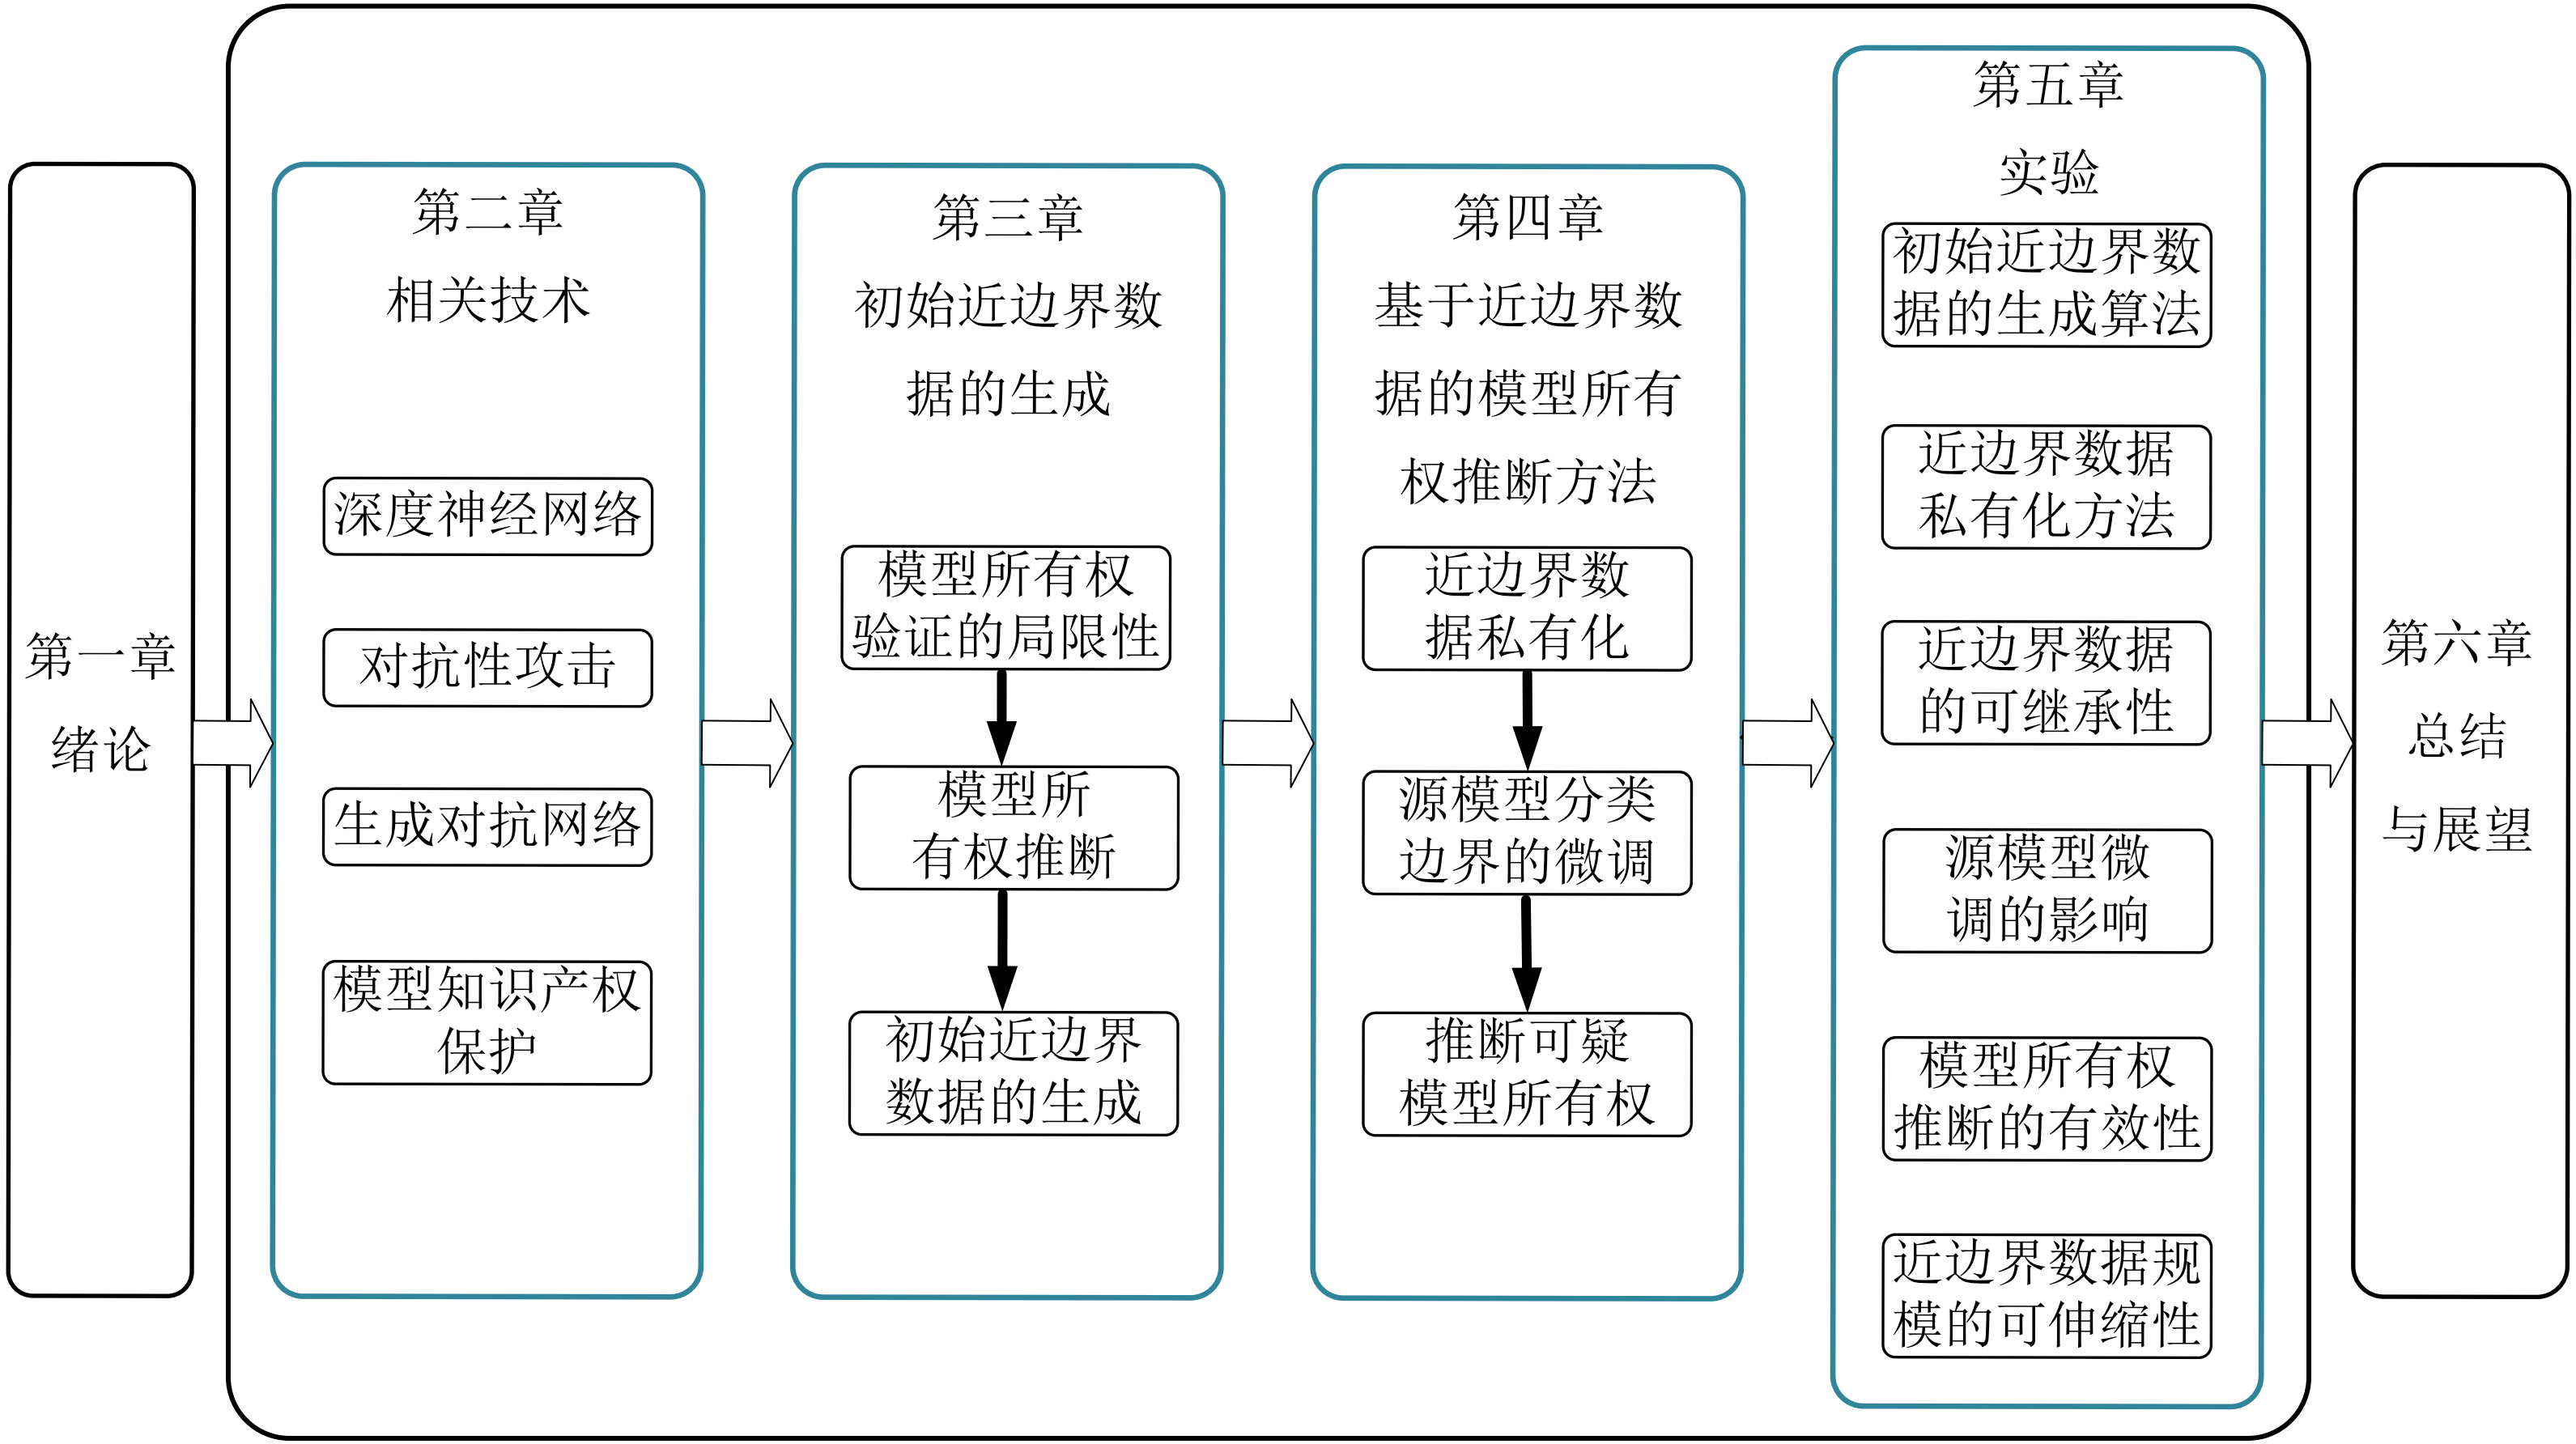 第一章
绪论
第二章
相关技术
深度神经网络
对抗性攻击
生成对抗网络
模型知识产权
保护
第三章
初始近边界数
据的生成
模型所有权
验证的局限性
模型所
有权推断
初始近边界
数据的生成
第四章
基于近边界数
据的模型所有
权推断方法
近边界数
据私有化
源模型分类
边界的微调
推断可疑
模型所有权
第五章
实验
初始近边界数
据的生成算法
近边界数据
私有化方法
近边界数据
的可继承性
源模型微
调的影响
模型所有权
推断的有效性
近边界数据规
模的可伸缩性
第六章
总结
与展望